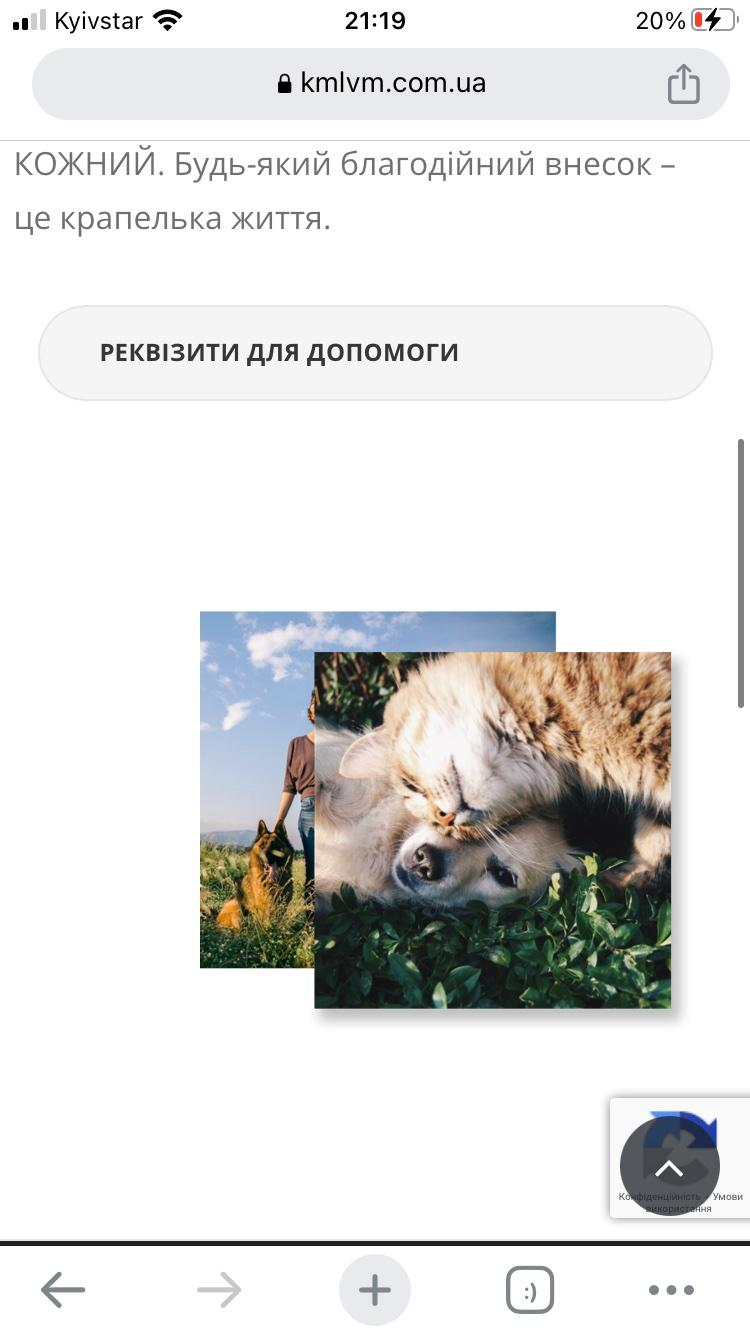 Kyivstar 21:19 20%
kmlvm.com.ua
КОЖНИЙ. Будь-який благодійний внесок –
це крапелька життя.
РЕКВІЗИТИ ДЛЯ ДОПОМОГИ
Конфіденційність - Умови
використання
:)